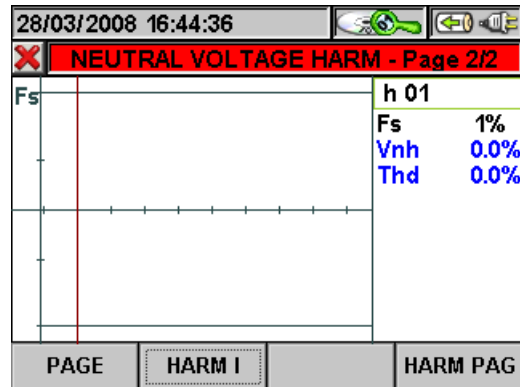 28/03/2008 16:44:36
NEUTRAL VOLTAGE HARM - Page 2/2
Fs
h 01
Fs 1%
Vnh 0.0%
Thd 0.0%
PAGE HARM I HARM PAG